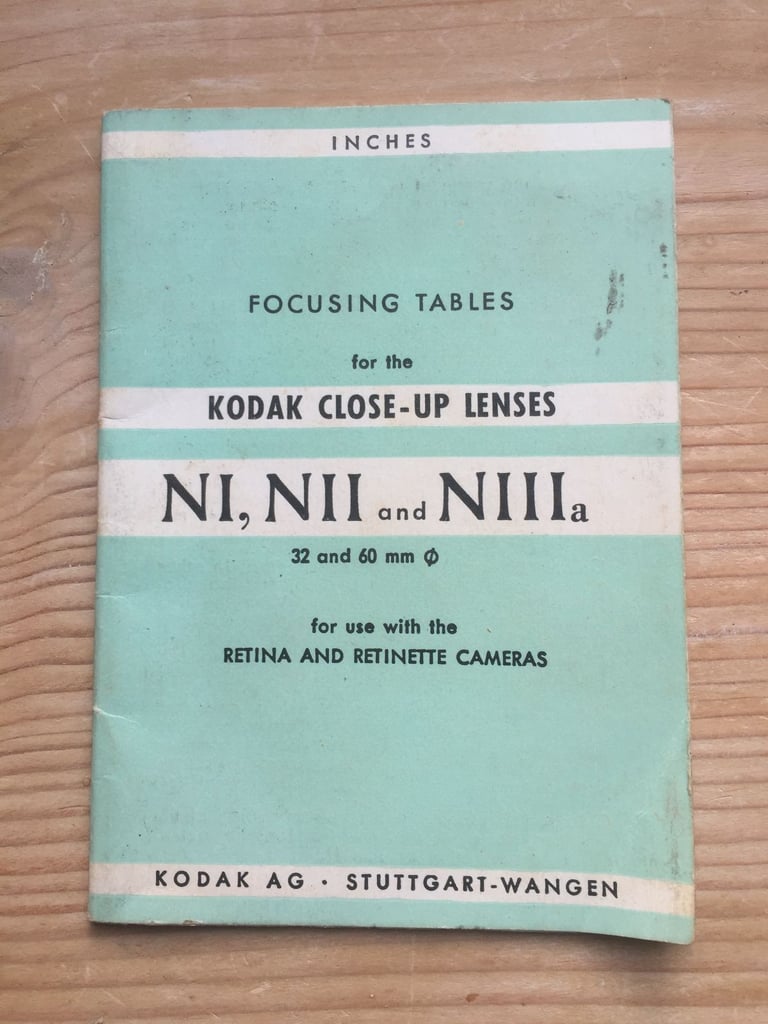 INCHES
FOCUSING TABLES
for the
KODAK CLOSE-UP LENSES
NI, NII and NIIIa
32 and 60 mm ϕ
for use with the
RETINA AND RETINETTE CAMERAS
KODAK AG · STUTTGART-WANGEN